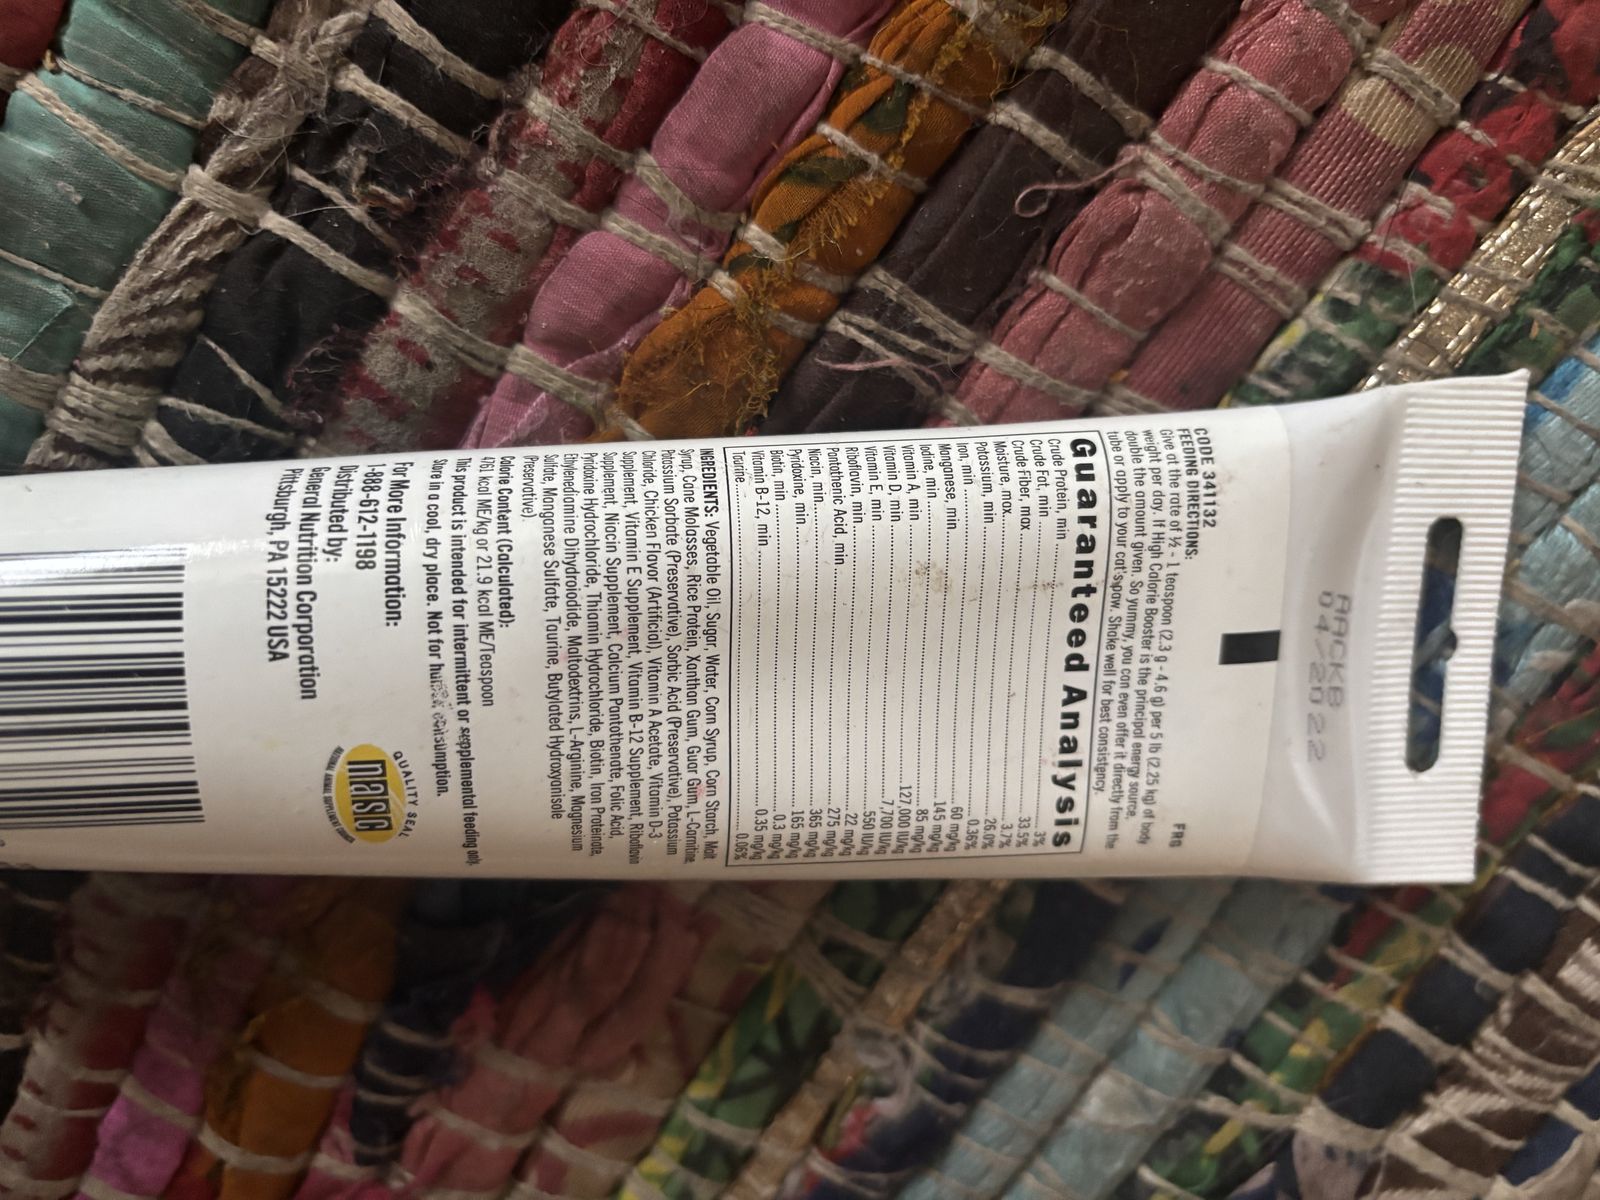 AACKB
04/2022
CODE 341132 FRG
FEEDING DIRECTIONS:
Give at the rate of ½ - 1 teaspoon (2.3 g - 4.6 g) per 5 lb (2.25 kg) of body
weight per day. If High Calorie Booster is the principal energy source,
double the amount given. So yummy, you can even offer it directly from the
tube or apply to your cat's paw. Shake well for best consistency.
Guaranteed Analysis
Crude Protein, min 3%
Crude Fat, min 33.5%
Crude Fiber, max 3.7%
Moisture, max 26.0%
Potassium, min 0.36%
Iron, min 60 mg/kg
Manganese, min 145 mg/kg
Iodine, min 85 mg/kg
Vitamin A, min 127,000 IU/kg
Vitamin D, min 7,700 IU/kg
Vitamin E, min 550 IU/kg
Riboflavin, min 22 mg/kg
Pantothenic Acid, min 275 mg/kg
Niacin, min 365 mg/kg
Pyridoxine, min 165 mg/kg
Biotin, min 0.3 mg/kg
Vitamin B-12, min 0.35 mg/kg
Taurine 0.06%
INGREDIENTS: Vegetable Oil, Sugar, Water, Corn Syrup, Corn Starch, Malt
Syrup, Cane Molasses, Rice Protein, Xanthan Gum, Guar Gum, L-Carnitine,
Potassium Sorbate (Preservative), Sorbic Acid (Preservative), Potassium
Chloride, Chicken Flavor (Artificial), Vitamin A Acetate, Vitamin D-3
Supplement, Vitamin E Supplement, Vitamin B-12 Supplement, Riboflavin
Supplement, Niacin Supplement, Calcium Pantothenate, Folic Acid,
Pyridoxine Hydrochloride, Thiamin Hydrochloride, Biotin, Iron Proteinate,
Ethylenediamine Dihydroiodide, Maltodextrins, L-Arginine, Magnesium
Sulfate, Manganese Sulfate, Taurine, Butylated Hydroxyanisole
(Preservative).
Calorie Content (Calculated):
4761 kcal ME/kg or 21.9 kcal ME/Teaspoon
This product is intended for intermittent or supplemental feeding only.
Store in a cool, dry place. Not for human consumption.
For More Information:
1-888-612-1198
Distributed by:
General Nutrition Corporation
Pittsburgh, PA 15222 USA
QUALITY SEAL
nasc
NATIONAL ANIMAL SUPPLEMENT COUNCIL